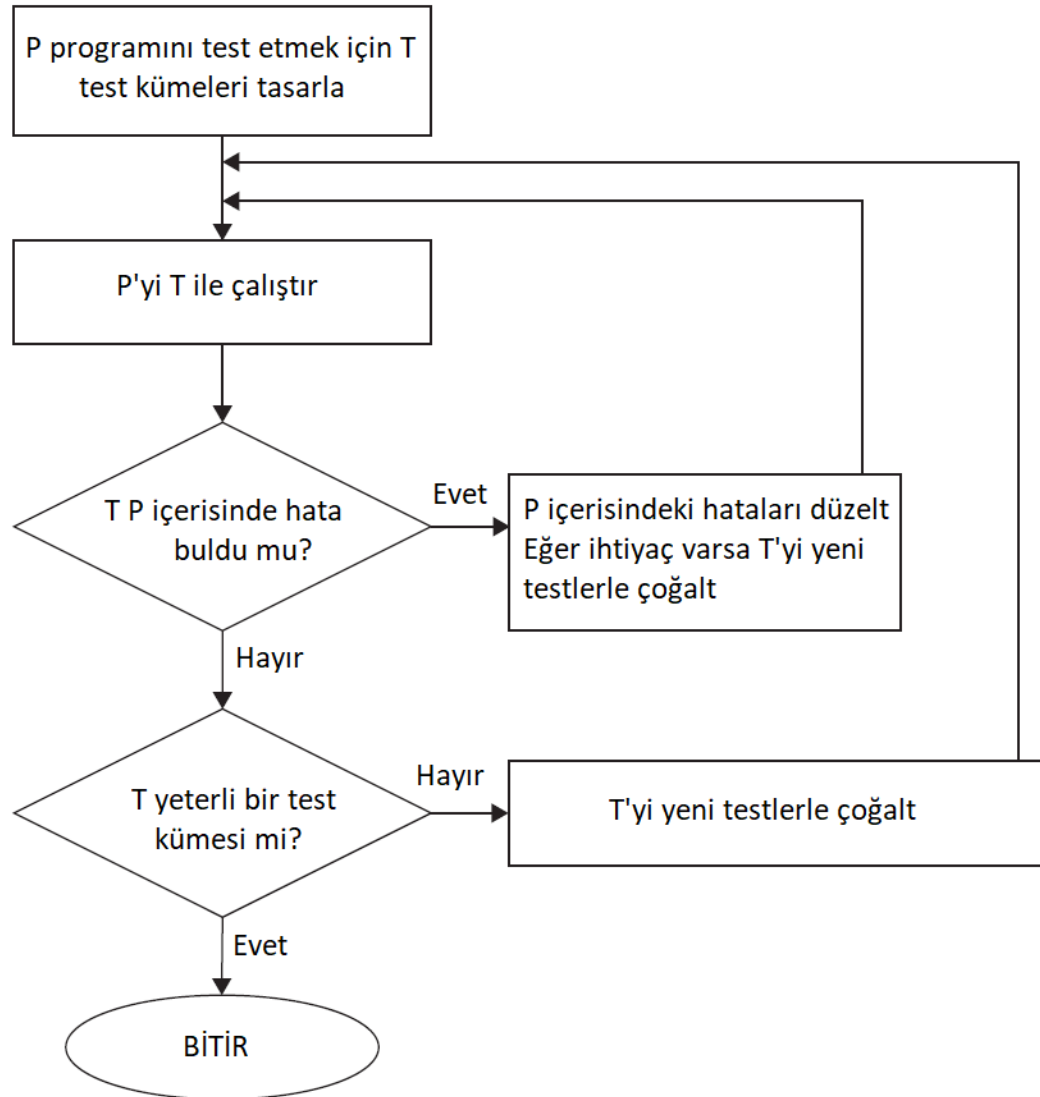 P programını test etmek için T
test kümeleri tasarla
P'yi T ile çalıştır
T P içerisinde hata
buldu mu?
Evet
P içerisindeki hataları düzelt
Eğer ihtiyaç varsa T'yi yeni
testlerle çoğalt
Hayır
T yeterli bir test
kümesi mi?
Hayır
T'yi yeni testlerle çoğalt
Evet
BİTİR